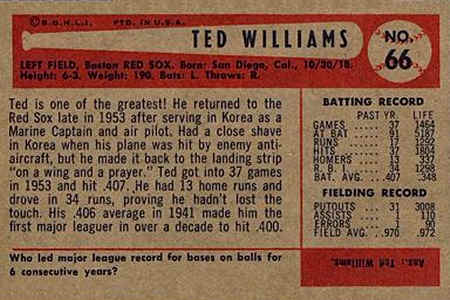 © B.G.H.L.I. PTD. IN U.S.A.
TED WILLIAMS
NO. 66
LEFT FIELD, Boston RED SOX. Born: San Diego, Cal., 10/30/18.
Height: 6-3. Weight: 190. Bats: L. Throws: R.
Ted is one of the greatest! He returned to the
Red Sox late in 1953 after serving in Korea as a
Marine Captain and air pilot. Had a close shave
in Korea when his plane was hit by enemy anti-
aircraft, but he made it back to the landing strip
"on a wing and a prayer." Ted got into 37 games
in 1953 and hit .407. He had 13 home runs and
drove in 34 runs, proving he hadn't lost the
touch. His .406 average in 1941 made him the
first major leaguer in over a decade to hit .400.
BATTING RECORD
PAST YR. LIFE
GAMES 37 1464
AT BAT 91 5187
RUNS 17 1292
HITS 37 1804
HOMERS 13 337
R. B. I. 34 1298
BAT. AVG. .407 .348
FIELDING RECORD
PUTOUTS 31 3008
ASSISTS 1 110
ERRORS 1 90
FIELD AVG. .970 .972
Who led major league record for bases on balls for
6 consecutive years?
Ans.: Ted Williams.